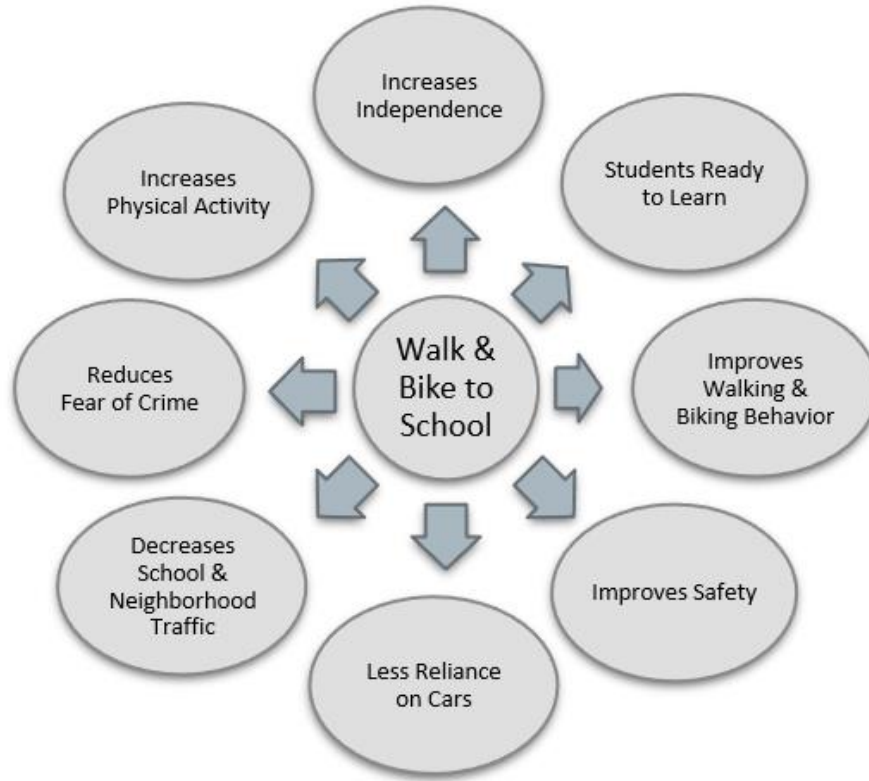 Increases
Independence
Students Ready
to Learn
Improves
Walking &
Biking Behavior
Improves Safety
Less Reliance
on Cars
Decreases
School &
Neighborhood
Traffic
Reduces
Fear of Crime
Increases
Physical Activity
Walk &
Bike to
School